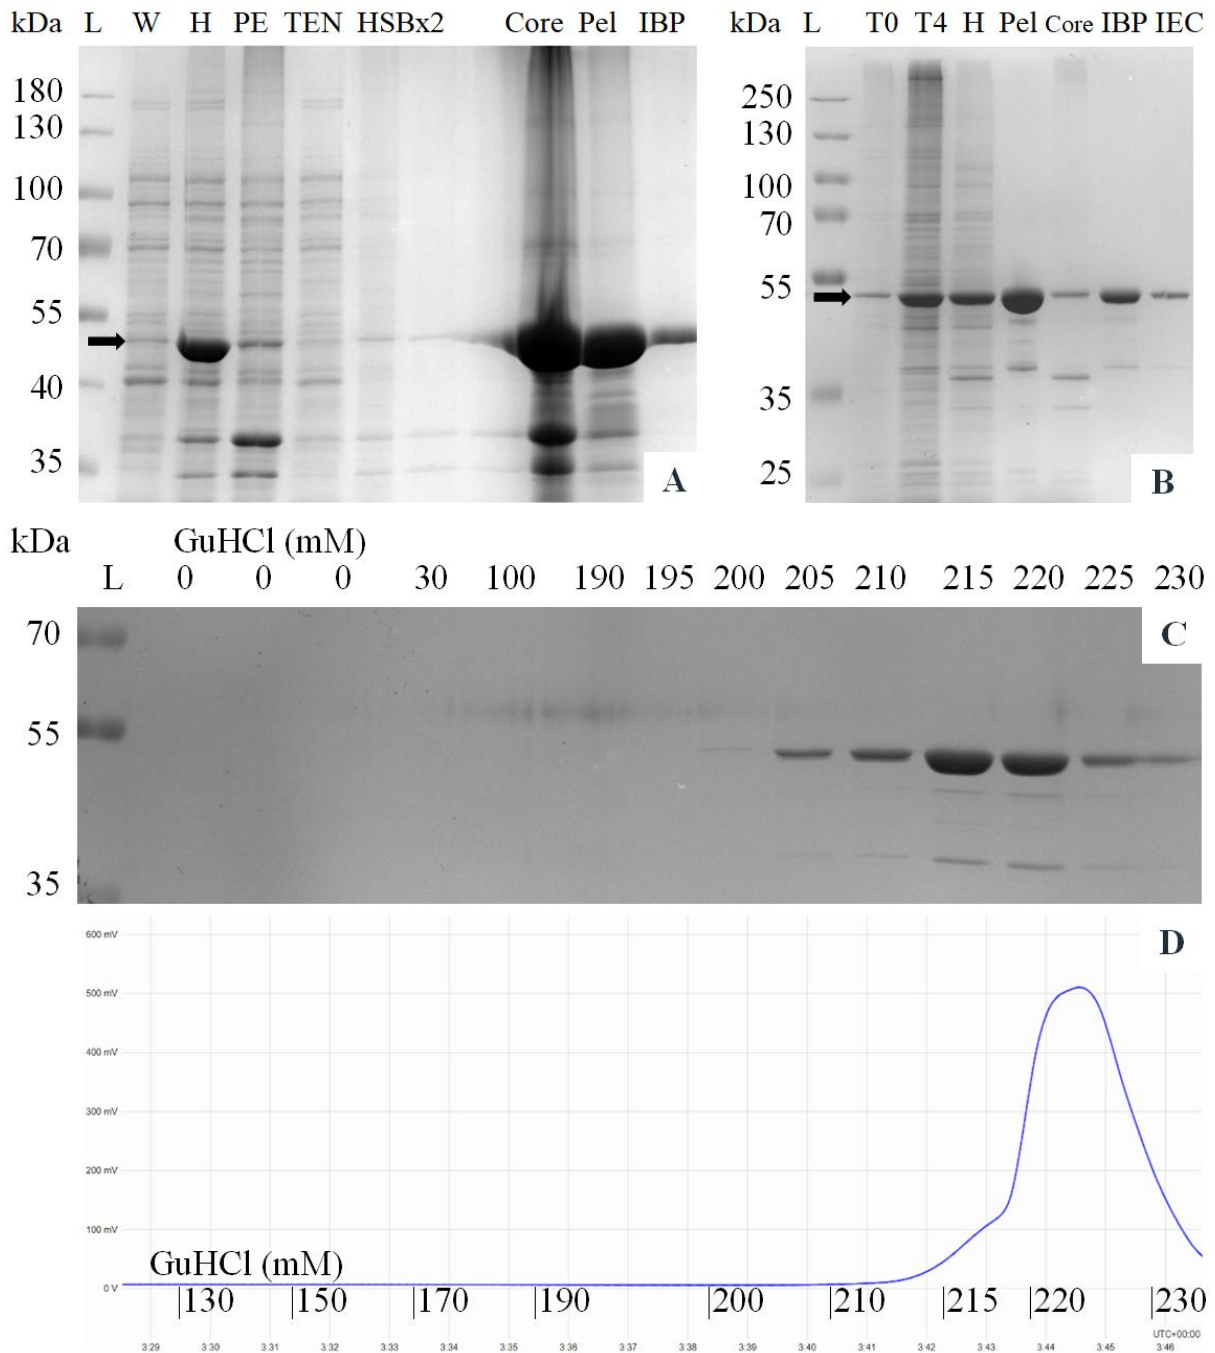 kDa L W H PE TEN HSBx2 Core Pel IBP
180
130
100
70
55
40
35
A
kDa L T0 T4 H Pel Core IBP IEC
250
130
100
70
55
35
25
B
kDa GuHCl (mM)
L 0 0 0 30 100 190 195 200 205 210 215 220 225 230
70
55
35
C
D
600 mV
500 mV
400 mV
300 mV
200 mV
100 mV
0 V
GuHCl (mM)
|130 |150 |170 |190 |200 |210 |215 |220 |230
UTC+00:00
3.29 3.30 3.31 3.32 3.33 3.34 3.35 3.36 3.37 3.38 3.39 3.40 3.41 3.42 3.43 3.44 3.45 3.46